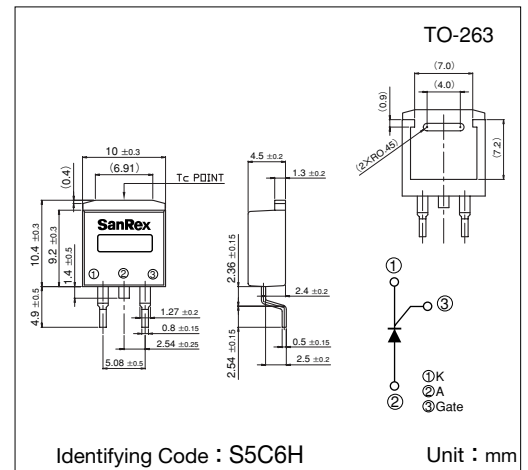 TO-263
(7.0)
(4.0)
(0.9)
(7.2)
(2×R0.45)
10 ±0.3
(6.91)
(0.4)
Tc POINT
SanRex
① ② ③
10.4 ±0.3
9.2 ±0.3
1.4 ±0.5
4.9 ±0.5
1.27 ±0.2
0.8 ±0.15
2.54 ±0.25
5.08 ±0.5
4.5 ±0.2
1.3 ±0.2
2.36 ±0.15
2.4 ±0.2
0.5 ±0.15
2.54 ±0.15
2.5 ±0.2
①
③
②
①K
②A
③Gate
Identifying Code：S5C6H
Unit：mm